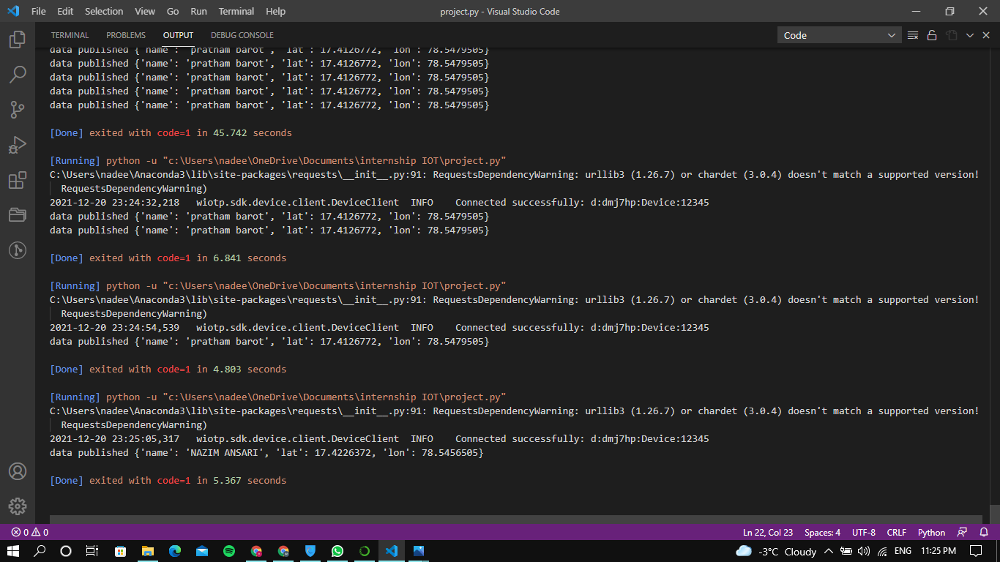 File Edit Selection View Go Run Terminal Help project.py - Visual Studio Code
TERMINAL PROBLEMS OUTPUT DEBUG CONSOLE Code
data published {'name': 'pratham barot', 'lat': 17.4126772, 'lon': 78.5479505}
data published {'name': 'pratham barot', 'lat': 17.4126772, 'lon': 78.5479505}
data published {'name': 'pratham barot', 'lat': 17.4126772, 'lon': 78.5479505}
data published {'name': 'pratham barot', 'lat': 17.4126772, 'lon': 78.5479505}
data published {'name': 'pratham barot', 'lat': 17.4126772, 'lon': 78.5479505}
[Done] exited with code=1 in 45.742 seconds
[Running] python -u "c:\Users\nadee\OneDrive\Documents\internship IOT\project.py"
C:\Users\nadee\Anaconda3\lib\site-packages\requests\__init__.py:91: RequestsDependencyWarning: urllib3 (1.26.7) or chardet (3.0.4) doesn't match a supported version!
RequestsDependencyWarning)
2021-12-20 23:24:32,218 wiotp.sdk.device.client.DeviceClient INFO Connected successfully: d:dmj7hp:Device:12345
data published {'name': 'pratham barot', 'lat': 17.4126772, 'lon': 78.5479505}
data published {'name': 'pratham barot', 'lat': 17.4126772, 'lon': 78.5479505}
[Done] exited with code=1 in 6.841 seconds
[Running] python -u "c:\Users\nadee\OneDrive\Documents\internship IOT\project.py"
C:\Users\nadee\Anaconda3\lib\site-packages\requests\__init__.py:91: RequestsDependencyWarning: urllib3 (1.26.7) or chardet (3.0.4) doesn't match a supported version!
RequestsDependencyWarning)
2021-12-20 23:24:54,539 wiotp.sdk.device.client.DeviceClient INFO Connected successfully: d:dmj7hp:Device:12345
data published {'name': 'pratham barot', 'lat': 17.4126772, 'lon': 78.5479505}
[Done] exited with code=1 in 4.803 seconds
[Running] python -u "c:\Users\nadee\OneDrive\Documents\internship IOT\project.py"
C:\Users\nadee\Anaconda3\lib\site-packages\requests\__init__.py:91: RequestsDependencyWarning: urllib3 (1.26.7) or chardet (3.0.4) doesn't match a supported version!
RequestsDependencyWarning)
2021-12-20 23:25:05,317 wiotp.sdk.device.client.DeviceClient INFO Connected successfully: d:dmj7hp:Device:12345
data published {'name': 'NAZIM ANSARI', 'lat': 17.4226372, 'lon': 78.5456505}
[Done] exited with code=1 in 5.367 seconds
0 0 Ln 22, Col 23 Spaces: 4 UTF-8 CRLF Python
-3°C Cloudy ENG 11:25 PM